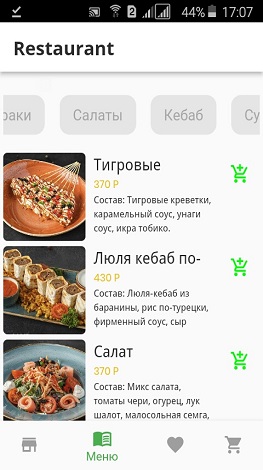 2 44% 17:07
Restaurant
раки Салаты Кебаб Су
Тигровые
370 Р
Состав: Тигровые креветки,
карамельный соус, унаги
соус, икра тобико.
Люля кебаб по-
430 Р
Состав: Люля-кебаб из
баранины, рис по-турецки,
фирменный соус, сыр
Салат
370 Р
Состав: Микс салата,
томаты чери, огурец, лук
шалот, малосольная семга,
Меню